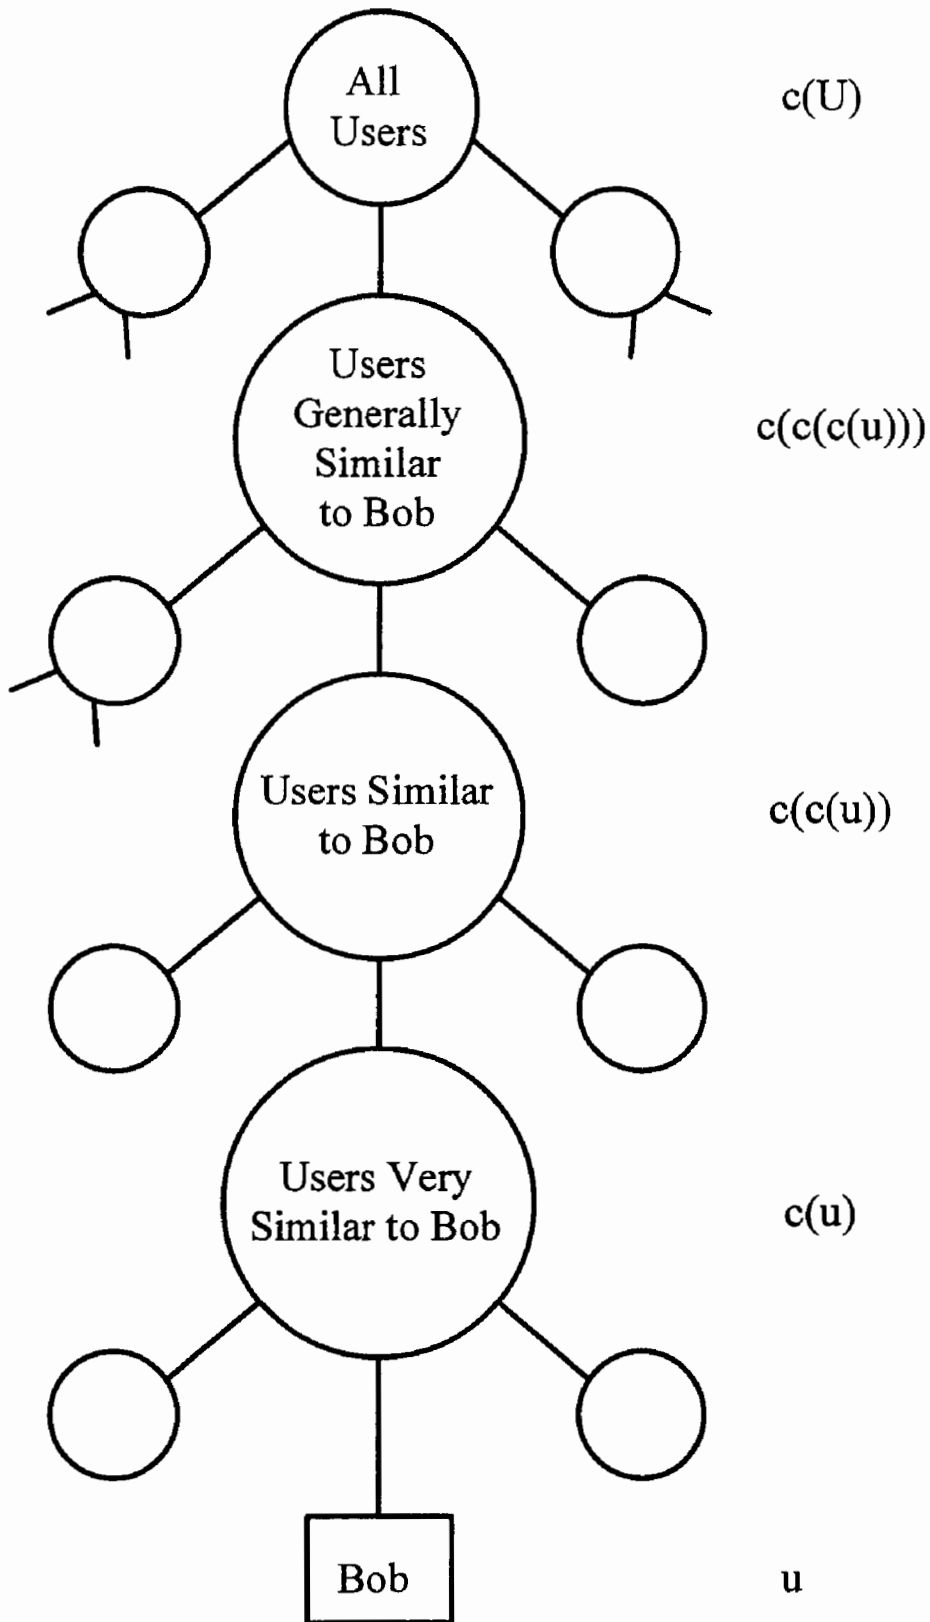 All
Users
c(U)
Users
Generally
Similar
to Bob
c(c(c(u)))
Users Similar
to Bob
c(c(u))
Users Very
Similar to Bob
c(u)
Bob
u